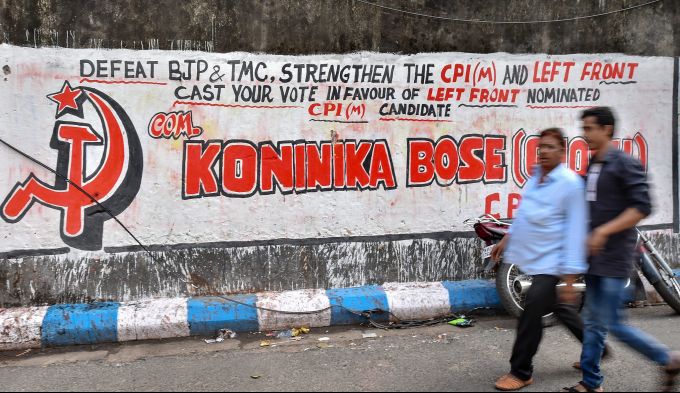 DEFEAT BJP & TMC, STRENGTHEN THE CPI(M) AND LEFT FRONT
CAST YOUR VOTE IN FAVOUR OF LEFT FRONT NOMINATED
CPI(M) CANDIDATE
COM.
KONINIKA BOSE